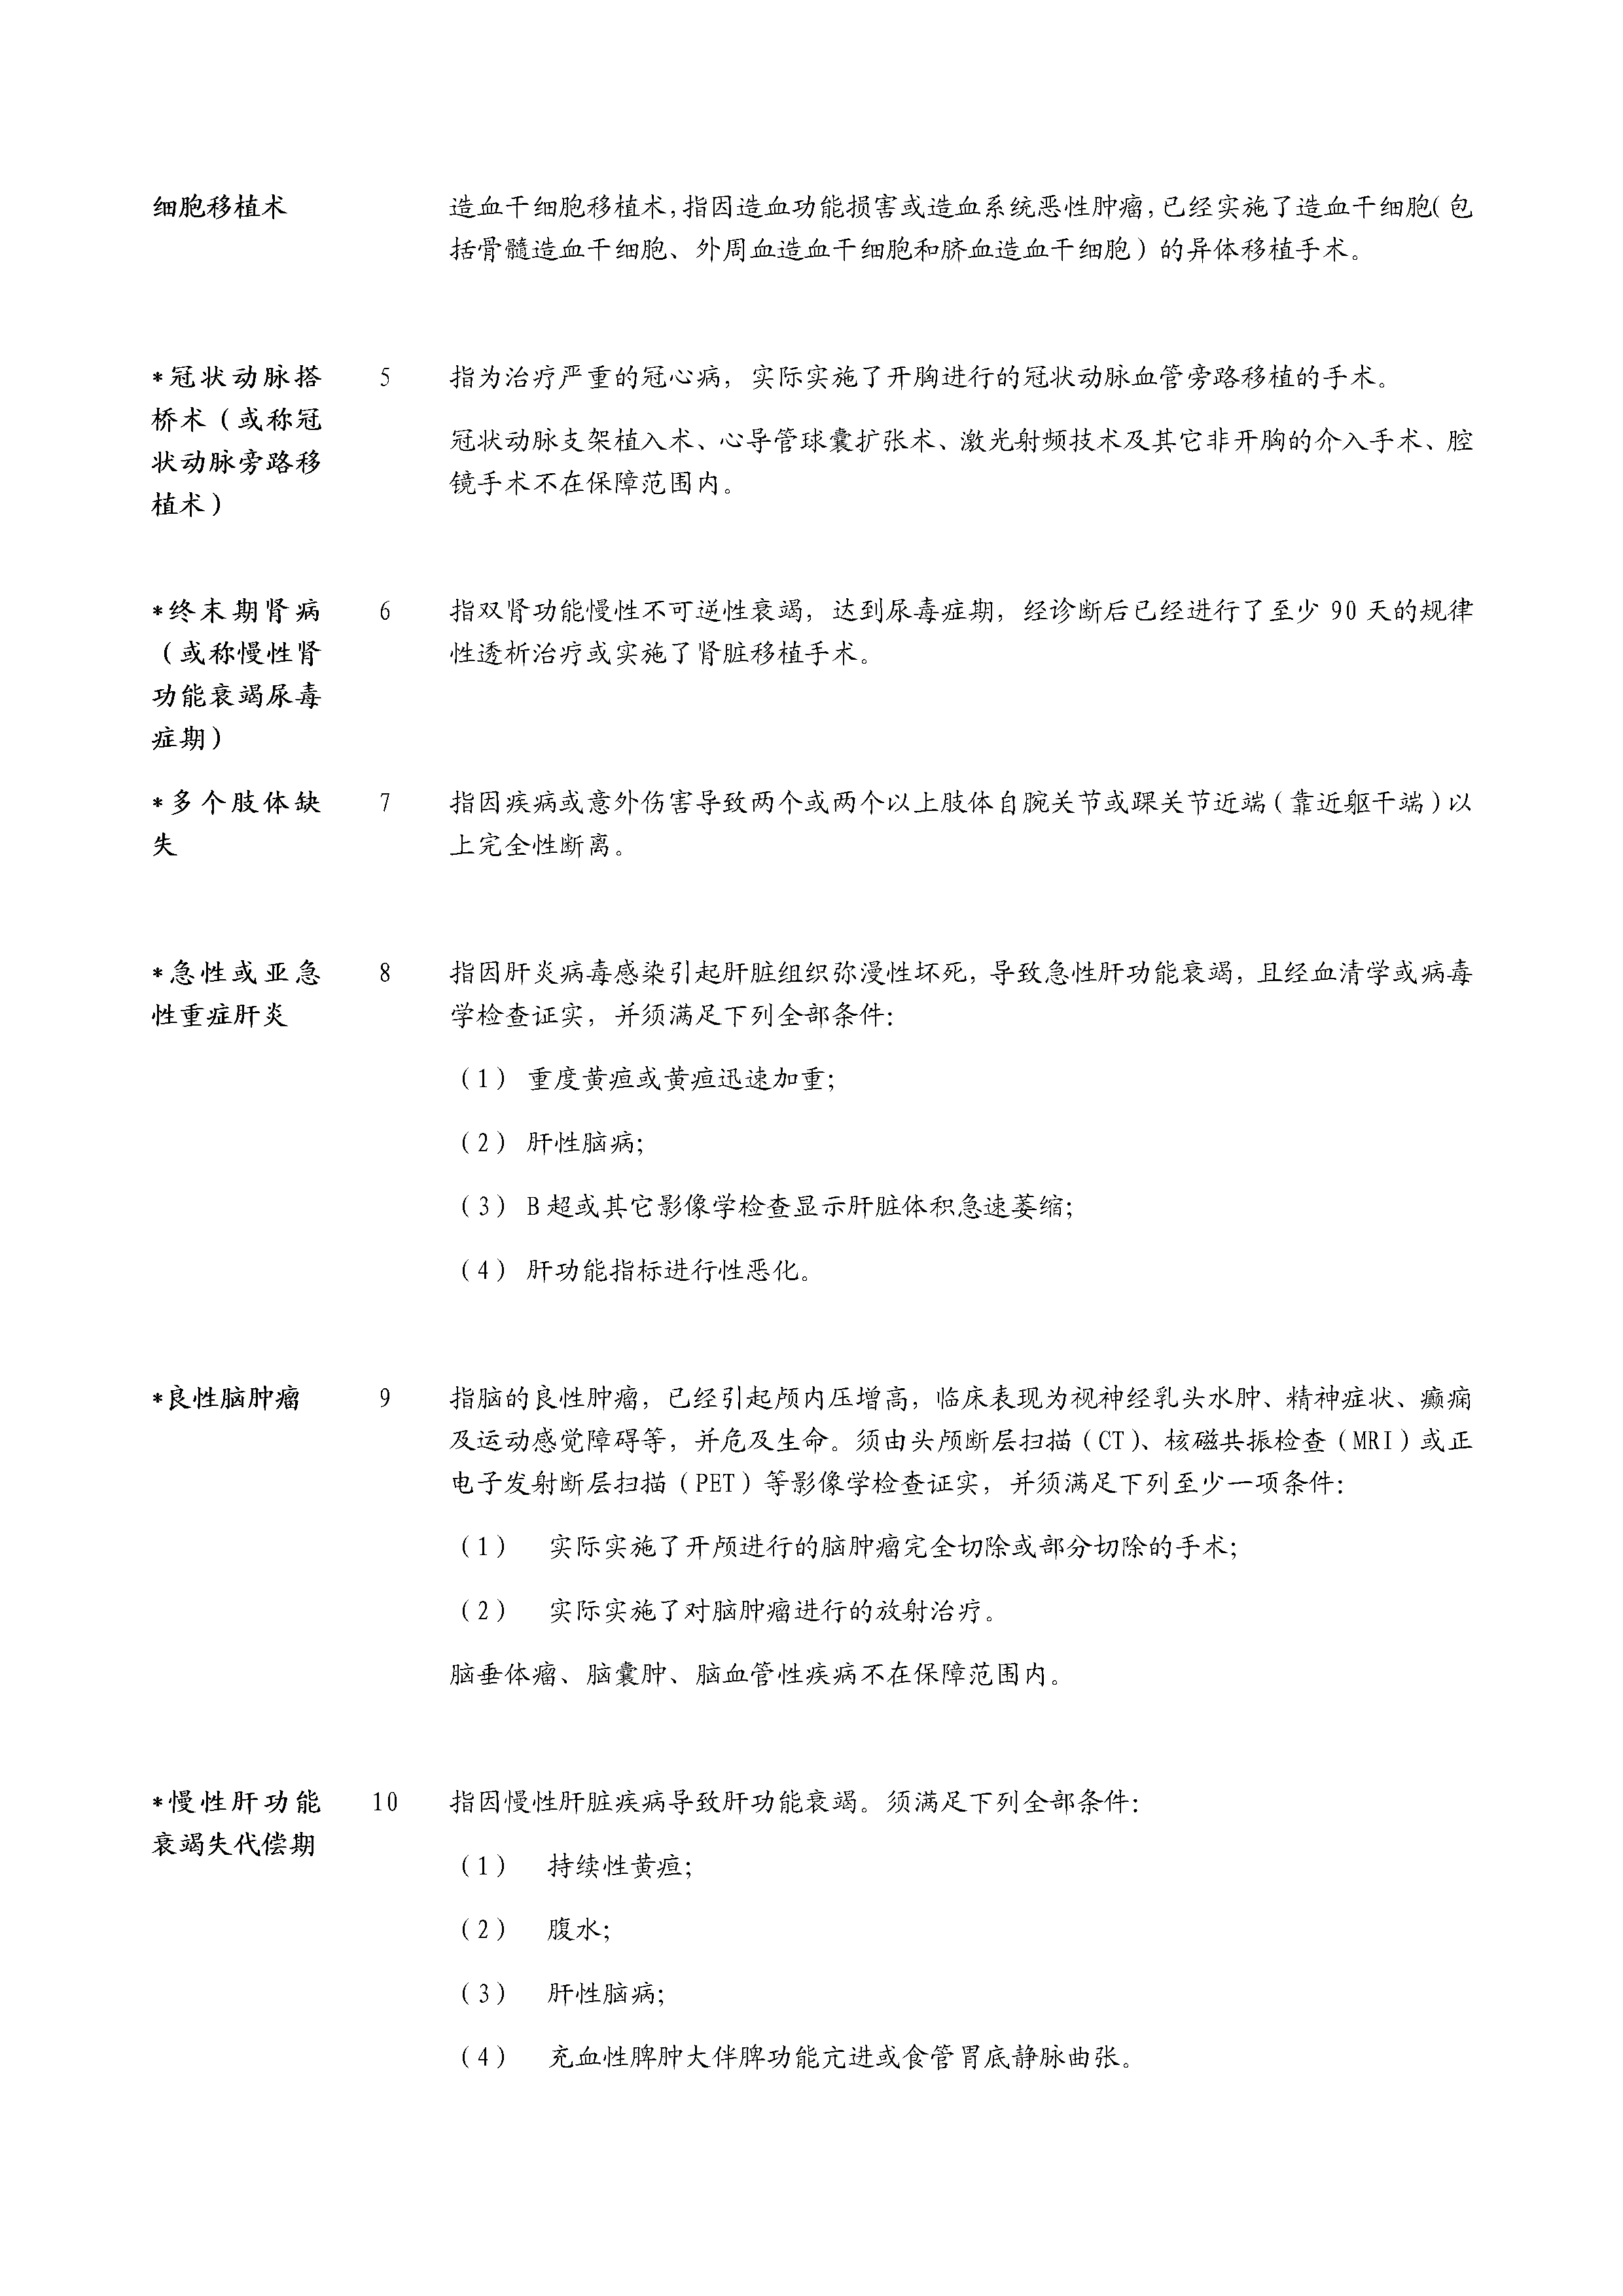 细胞移植术
造血干细胞移植术,指因造血功能损害或造血系统恶性肿瘤,已经实施了造血干细胞(包
括骨髓造血干细胞、外周血造血干细胞和脐血造血干细胞)的异体移植手术。
*冠状动脉搭 5 指为治疗严重的冠心病，实际实施了开胸进行的冠状动脉血管旁路移植的手术。
桥术（或称冠
状动脉旁路移
植术）
冠状动脉支架植入术、心导管球囊扩张术、激光射频技术及其它非开胸的介入手术、腔
镜手术不在保障范围内。
*终末期肾病 6 指双肾功能慢性不可逆性衰竭，达到尿毒症期，经诊断后已经进行了至少 90 天的规律
（或称慢性肾 性透析治疗或实施了肾脏移植手术。
功能衰竭尿毒
症期）
*多个肢体缺 7 指因疾病或意外伤害导致两个或两个以上肢体自腕关节或踝关节近端(靠近躯干端)以
失 上完全性断离。
*急性或亚急 8 指因肝炎病毒感染引起肝脏组织弥漫性坏死，导致急性肝功能衰竭，且经血清学或病毒
性重症肝炎 学检查证实，并须满足下列全部条件：
（1） 重度黄疸或黄疸迅速加重；
（2） 肝性脑病；
（3） B超或其它影像学检查显示肝脏体积急速萎缩；
（4） 肝功能指标进行性恶化。
*良性脑肿瘤 9 指脑的良性肿瘤，已经引起颅内压增高，临床表现为视神经乳头水肿、精神症状、癫痫
及运动感觉障碍等，并危及生命。须由头颅断层扫描（CT）、核磁共振检查（MRI）或正
电子发射断层扫描（PET）等影像学检查证实，并须满足下列至少一项条件：
（1） 实际实施了开颅进行的脑肿瘤完全切除或部分切除的手术；
（2） 实际实施了对脑肿瘤进行的放射治疗。
脑垂体瘤、脑囊肿、脑血管性疾病不在保障范围内。
*慢性肝功能 10 指因慢性肝脏疾病导致肝功能衰竭。须满足下列全部条件：
衰竭失代偿期
（1） 持续性黄疸；
（2） 腹水；
（3） 肝性脑病；
（4） 充血性脾肿大伴脾功能亢进或食管胃底静脉曲张。